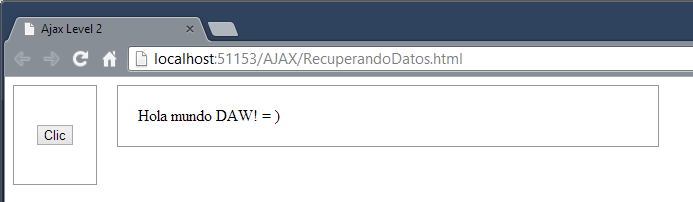 Ajax Level 2
localhost:51153/AJAX/RecuperandoDatos.html
Clic
Hola mundo DAW! = )